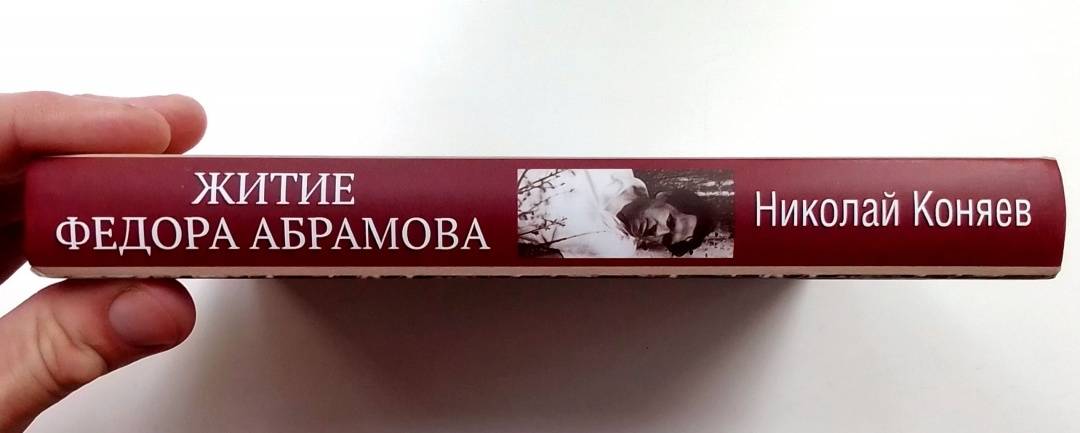 ЖИТИЕ
ФЕДОРА АБРАМОВА
Николай Коняев